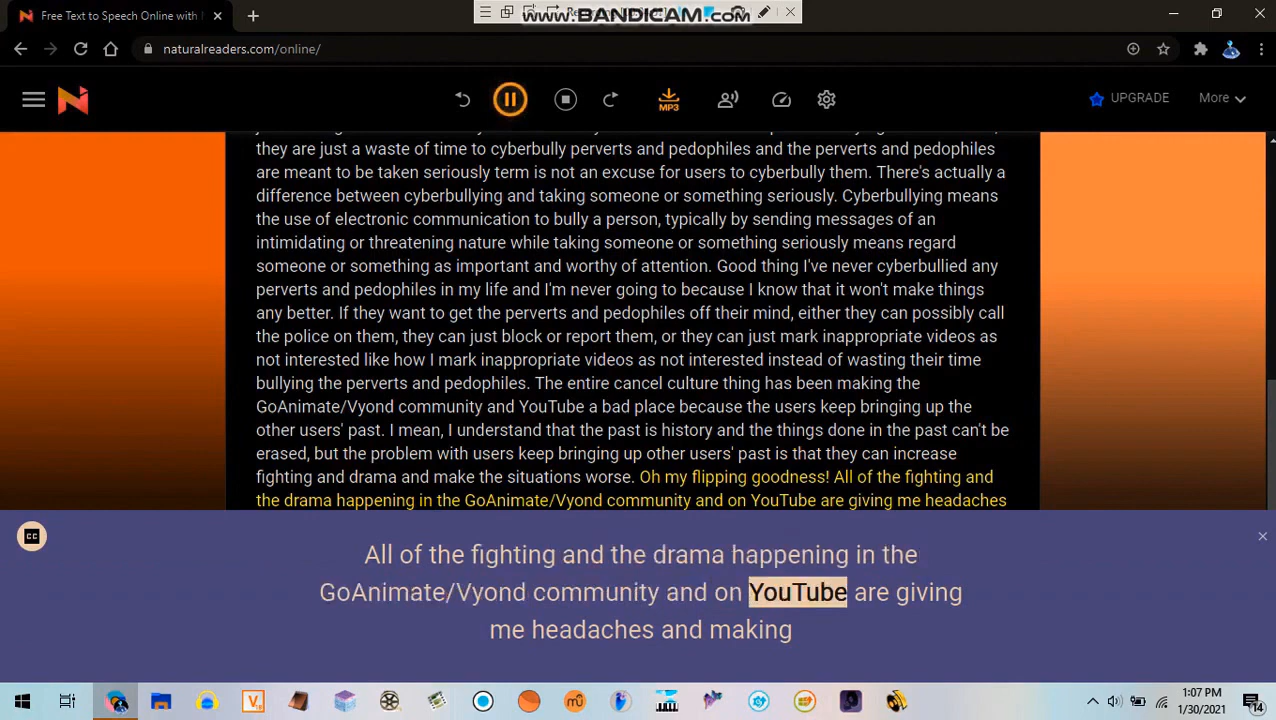 Free Text to Speech Online with
www.BANDICAM.com
naturalreaders.com/online/
MP3
UPGRADE
More
they are just a waste of time to cyberbully perverts and pedophiles and the perverts and pedophiles
are meant to be taken seriously term is not an excuse for users to cyberbully them. There's actually a
difference between cyberbullying and taking someone or something seriously. Cyberbullying means
the use of electronic communication to bully a person, typically by sending messages of an
intimidating or threatening nature while taking someone or something seriously means regard
someone or something as important and worthy of attention. Good thing I've never cyberbullied any
perverts and pedophiles in my life and I'm never going to because I know that it won't make things
any better. If they want to get the perverts and pedophiles off their mind, either they can possibly call
the police on them, they can just block or report them, or they can just mark inappropriate videos as
not interested like how I mark inappropriate videos as not interested instead of wasting their time
bullying the perverts and pedophiles. The entire cancel culture thing has been making the
GoAnimate/Vyond community and YouTube a bad place because the users keep bringing up the
other users' past. I mean, I understand that the past is history and the things done in the past can't be
erased, but the problem with users keep bringing up other users' past is that they can increase
fighting and drama and make the situations worse. Oh my flipping goodness! All of the fighting and
the drama happening in the GoAnimate/Vyond community and on YouTube are giving me headaches
CC
All of the fighting and the drama happening in the
GoAnimate/Vyond community and on YouTube are giving
me headaches and making
1:07 PM
1/30/2021
14